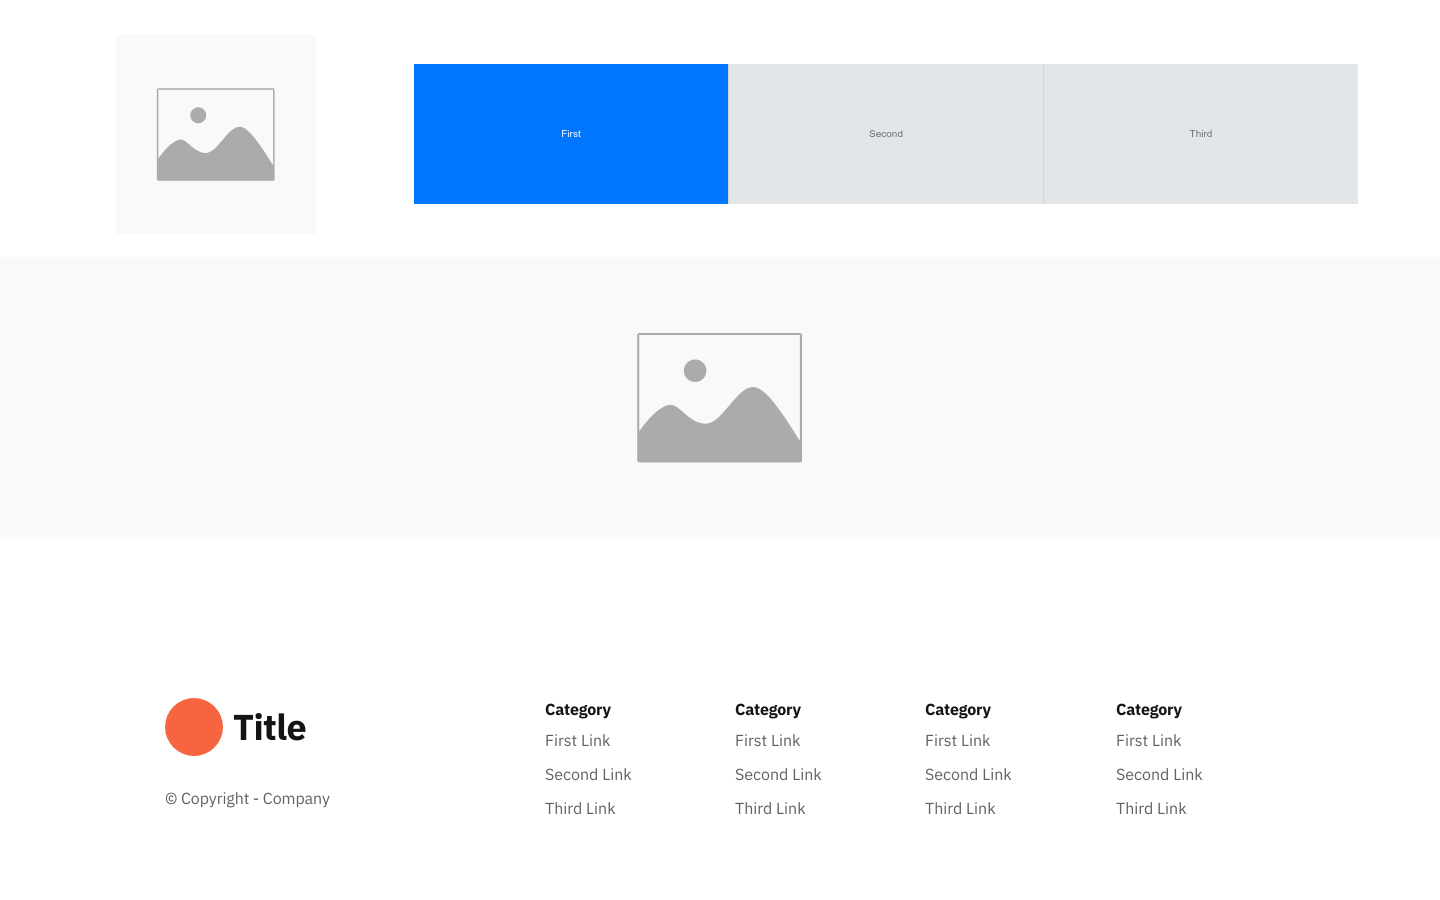 First
Second
Third
Title
© Copyright - Company
Category
First Link
Second Link
Third Link
Category
First Link
Second Link
Third Link
Category
First Link
Second Link
Third Link
Category
First Link
Second Link
Third Link